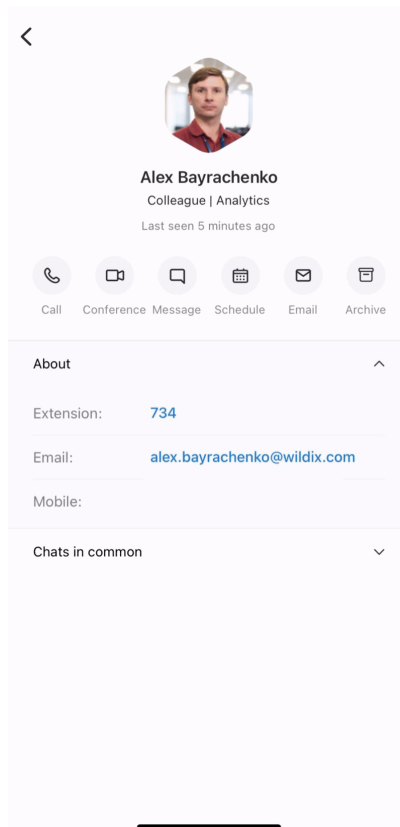 Alex Bayrachenko
Colleague | Analytics
Last seen 5 minutes ago
Call Conference Message Schedule Email Archive
About
Extension: 734
Email: alex.bayrachenko@wildix.com
Mobile:
Chats in common